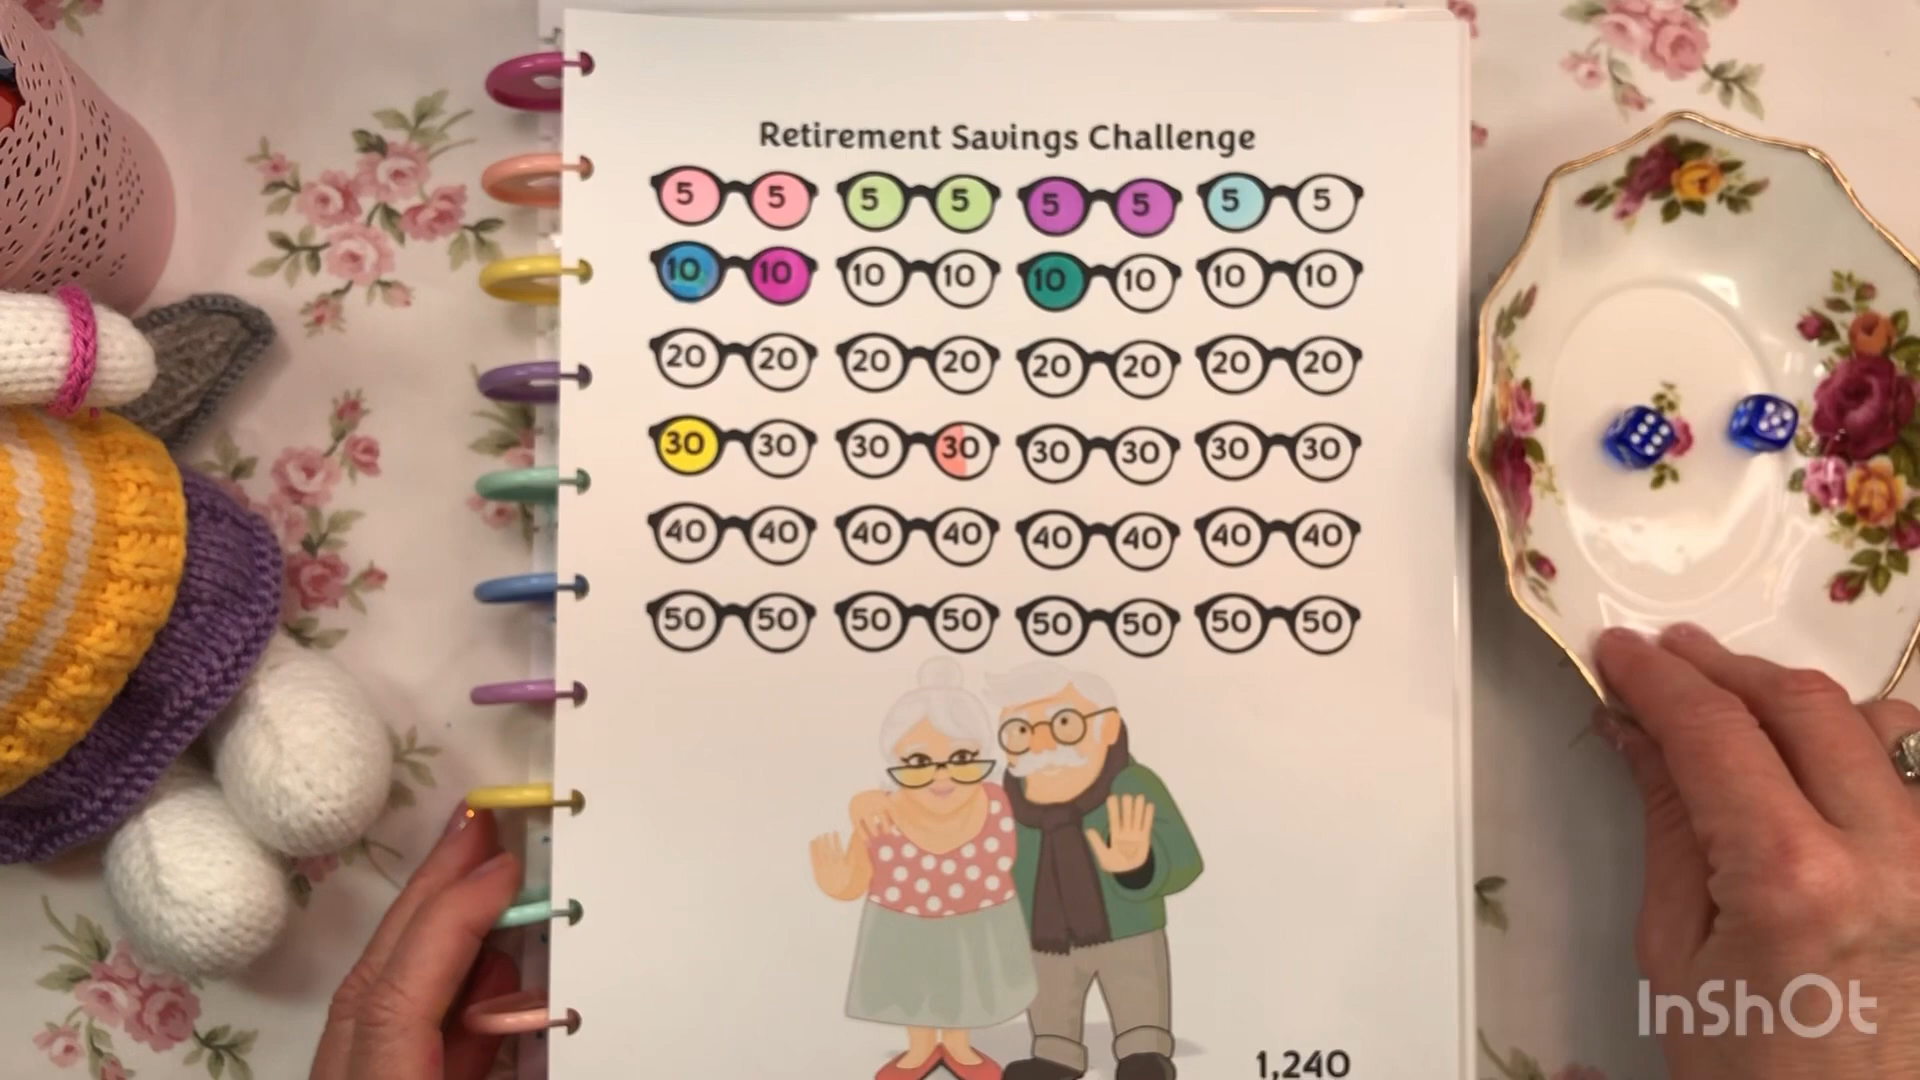 Retirement Savings Challenge
5 5 5 5 5 5 5 5
10 10 10 10 10 10 10 10
20 20 20 20 20 20 20 20
30 30 30 30 30 30 30 30
40 40 40 40 40 40 40 40
50 50 50 50 50 50 50 50
1,240
InShOt